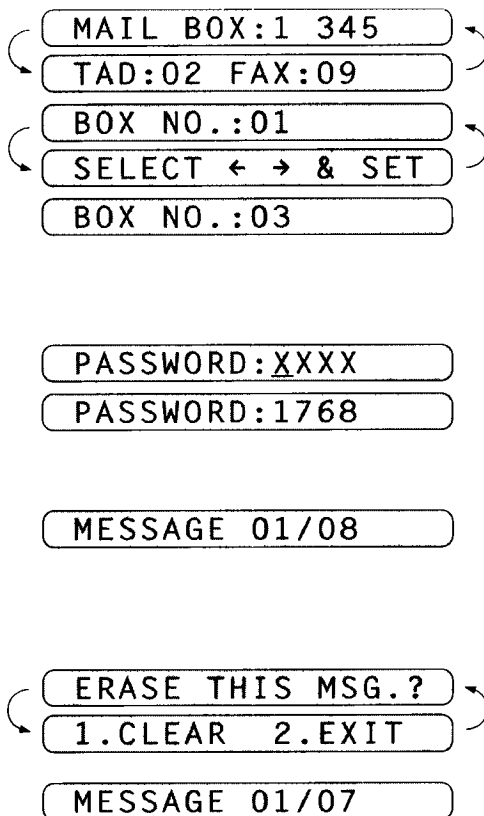 MAIL BOX:1 345
TAD:02 FAX:09
BOX NO.:01
SELECT ← → & SET
BOX NO.:03
PASSWORD:XXXX
PASSWORD:1768
MESSAGE 01/08
ERASE THIS MSG.?
1.CLEAR 2.EXIT
MESSAGE 01/07